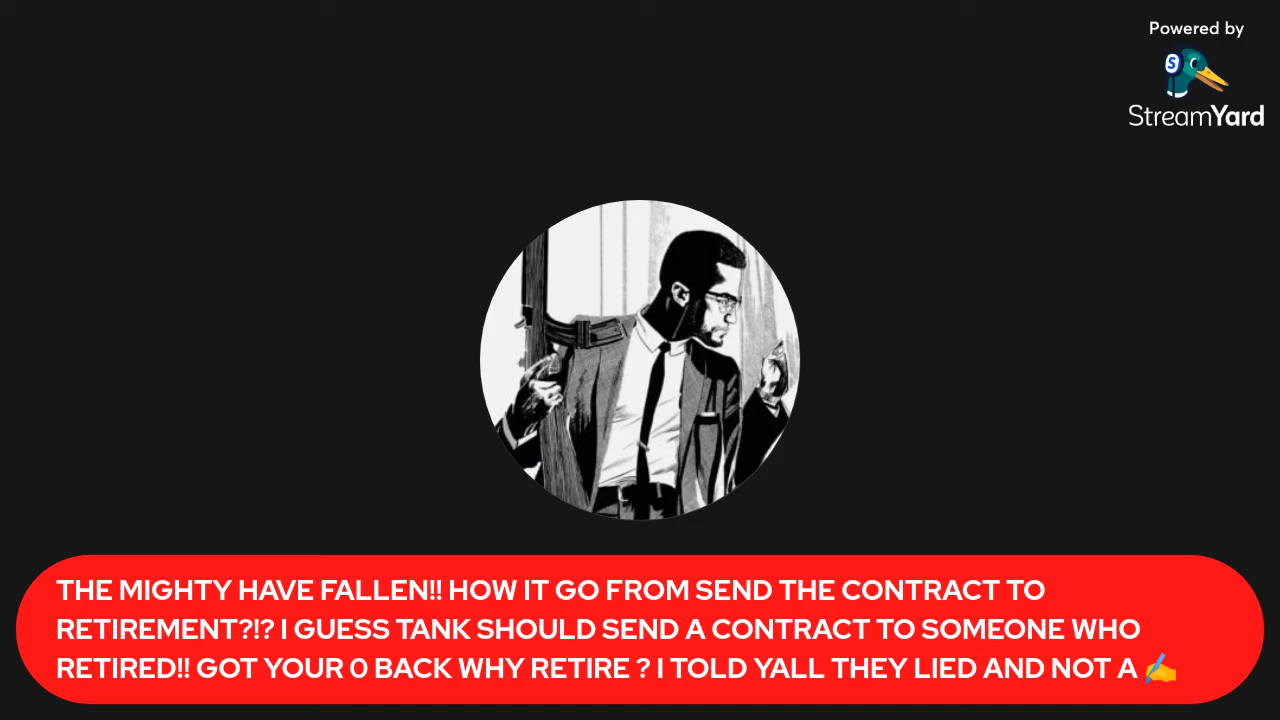 Powered by
S
StreamYard
THE MIGHTY HAVE FALLEN!! HOW IT GO FROM SEND THE CONTRACT TO
RETIREMENT?!? I GUESS TANK SHOULD SEND A CONTRACT TO SOMEONE WHO
RETIRED!! GOT YOUR 0 BACK WHY RETIRE ? I TOLD YALL THEY LIED AND NOT A ✍️